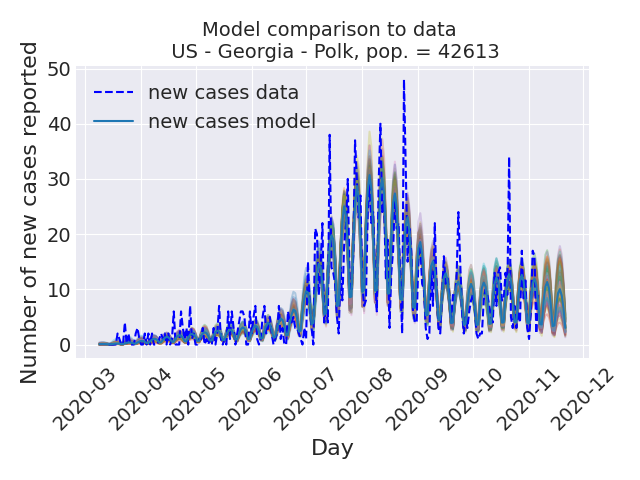 Model comparison to data
US - Georgia - Polk, pop. = 42613
Number of new cases reported
50
40
30
20
10
0
new cases data
new cases model
2020-03
2020-04
2020-05
2020-06
2020-07
2020-08
2020-09
2020-10
2020-11
2020-12
Day